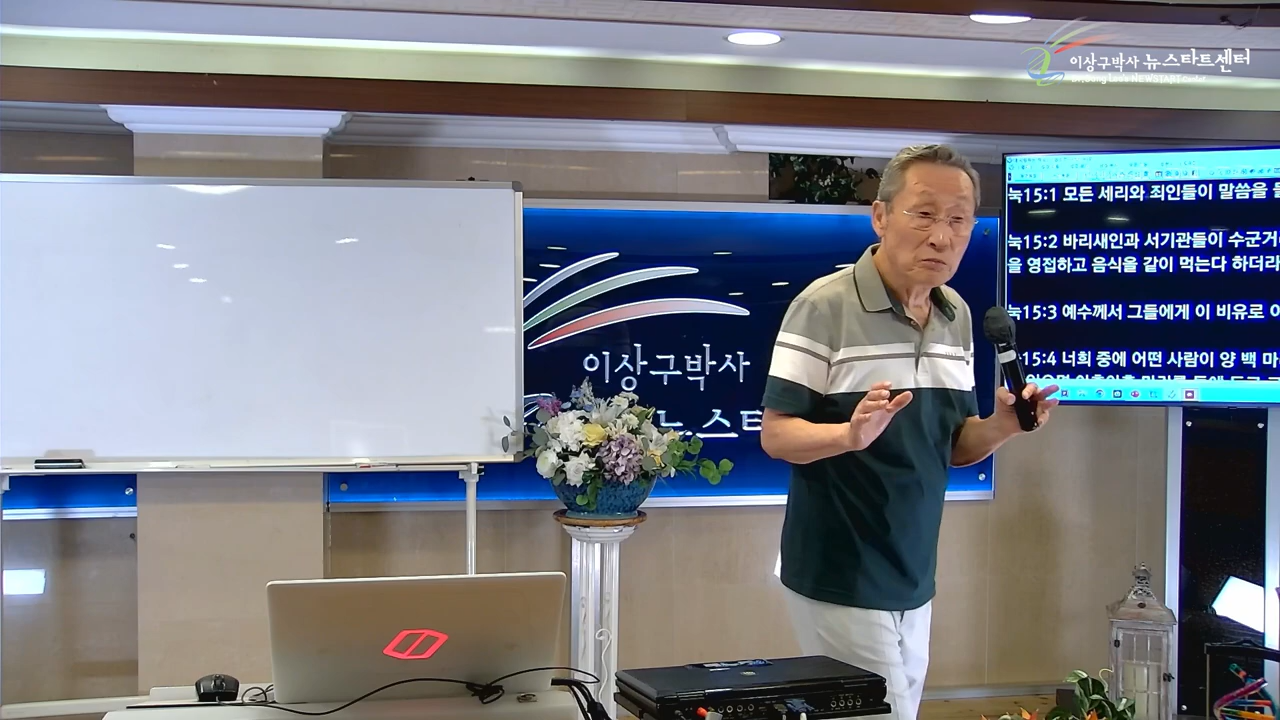 이상구박사 뉴스타트센터
눅15:1 모든 세리와 죄인들이 말씀을
눅15:2 바리새인과 서기관들이 수군거
을 영접하고 음식을 같이 먹는다 하더라
눅15:3 예수께서 그들에게 이 비유로
눅15:4 너희 중에 어떤 사람이 양 백 마
이상구박사
뉴스타